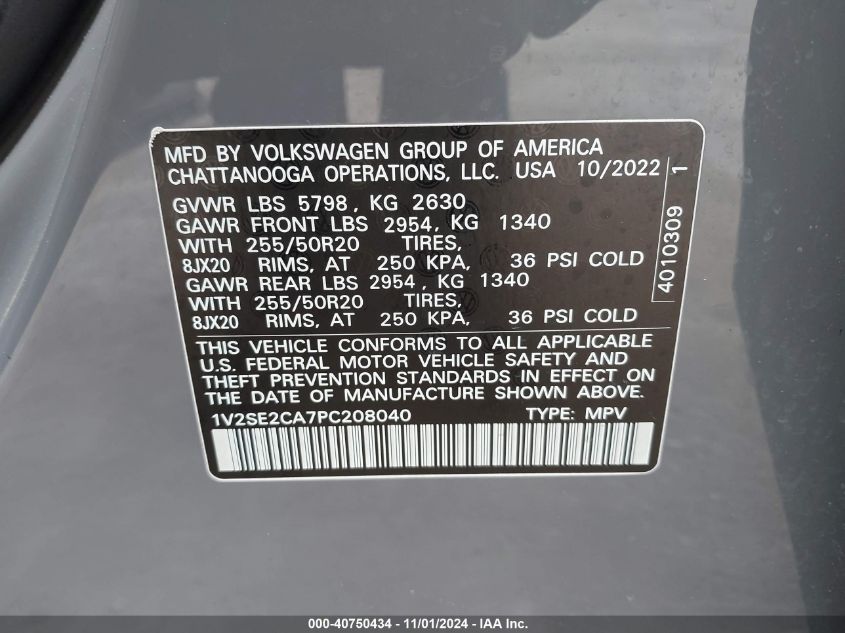 MFD BY VOLKSWAGEN GROUP OF AMERICA
CHATTANOOGA OPERATIONS, LLC. USA 10/2022
GVWR LBS 5798, KG 2630
GAWR FRONT LBS 2954, KG 1340
WITH 255/50R20 TIRES,
8JX20 RIMS, AT 250 KPA, 36 PSI COLD
GAWR REAR LBS 2954, KG 1340
WITH 255/50R20 TIRES,
8JX20 RIMS, AT 250 KPA, 36 PSI COLD
4010309 1
THIS VEHICLE CONFORMS TO ALL APPLICABLE
U.S. FEDERAL MOTOR VEHICLE SAFETY AND
THEFT PREVENTION STANDARDS IN EFFECT ON
THE DATE OF MANUFACTURE SHOWN ABOVE.
1V2SE2CA7PC208040 TYPE: MPV
000-40750434 - 11/01/2024 - IAA Inc.